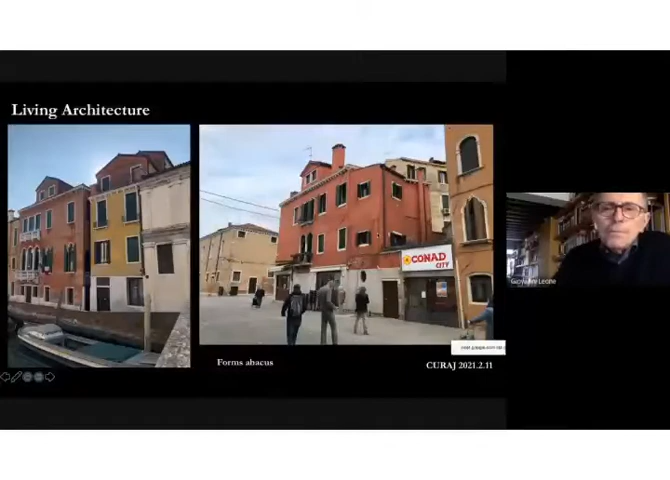 Living Architecture
CONAD
CITY
Giovanni Leone
Forms abacus
CURAJ 2021.2.11